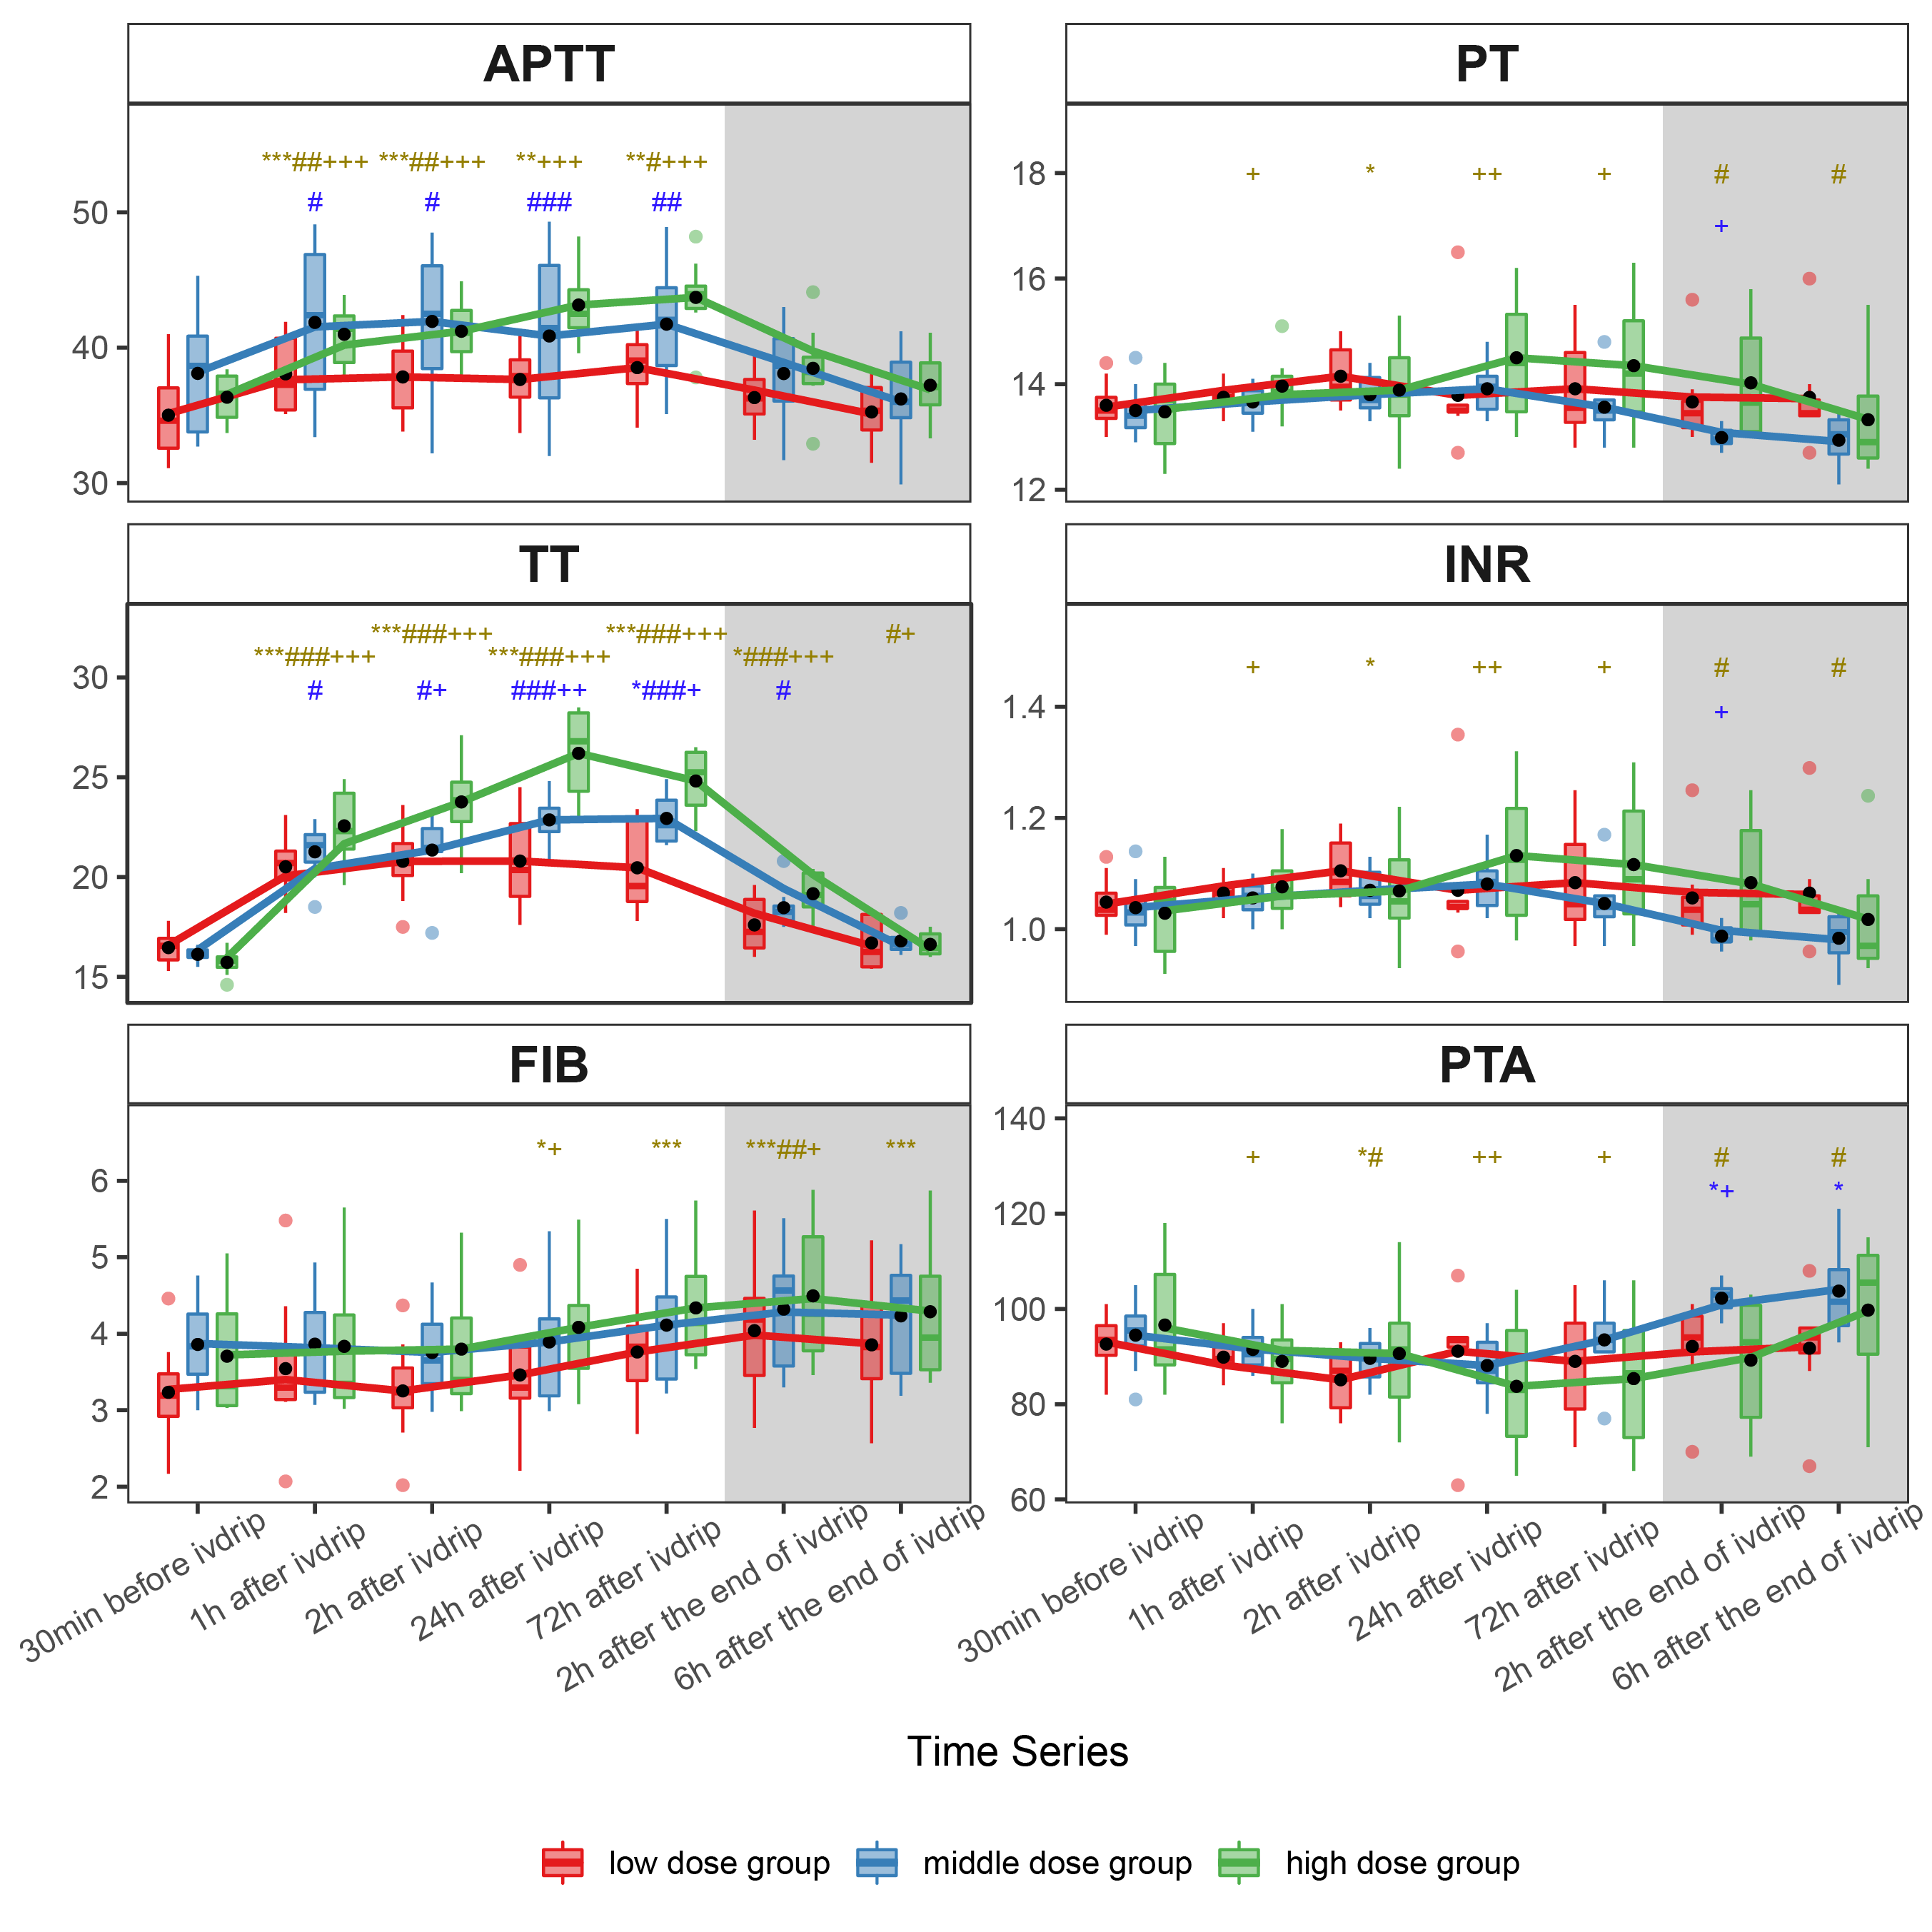 APTT
PT
***##+++ ***##+++ **+++ **#+++
# # ### ##
50
40
30
+ * ++ + # #
+
18
16
14
12
TT
INR
***###+++ ***###+++ #+
***###+++ ***###+++ *###+++
# #+ ###++ *###+ #
30
25
20
15
+ * ++ + # #
+
1.4
1.2
1.0
FIB
PTA
*+ *** ***##+ ***
6
5
4
3
2
+ *# ++ + # #
*+ *
140
120
100
80
60
30min before ivdrip
1h after ivdrip
2h after ivdrip
24h after ivdrip
72h after ivdrip
2h after the end of ivdrip
6h after the end of ivdrip
30min before ivdrip
1h after ivdrip
2h after ivdrip
24h after ivdrip
72h after ivdrip
2h after the end of ivdrip
6h after the end of ivdrip
Time Series
low dose group middle dose group high dose group